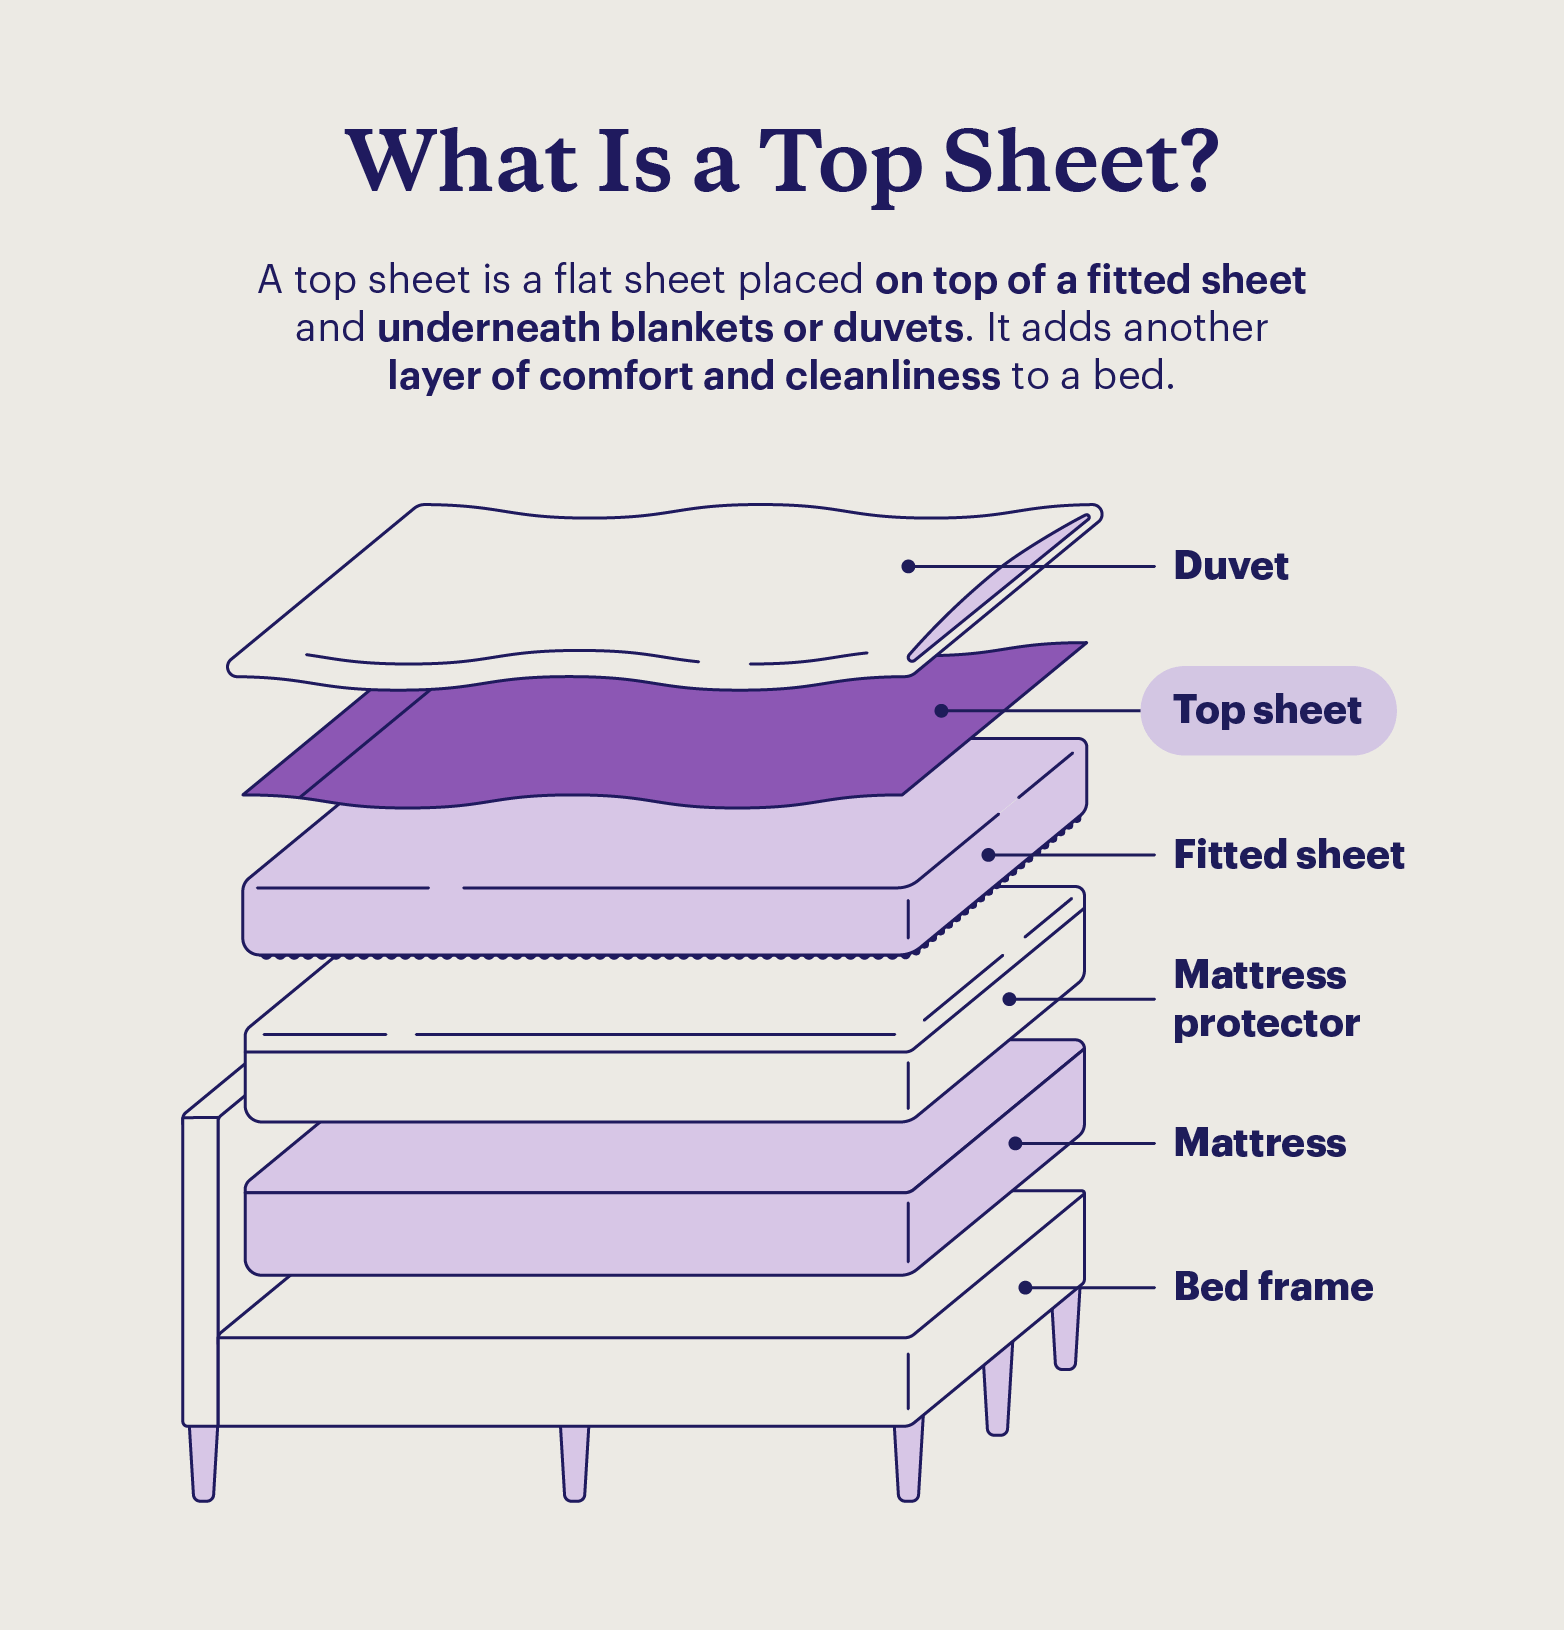 What Is a Top Sheet?
A top sheet is a flat sheet placed on top of a fitted sheet
and underneath blankets or duvets. It adds another
layer of comfort and cleanliness to a bed.
Duvet
Top sheet
Fitted sheet
Mattress
protector
Mattress
Bed frame